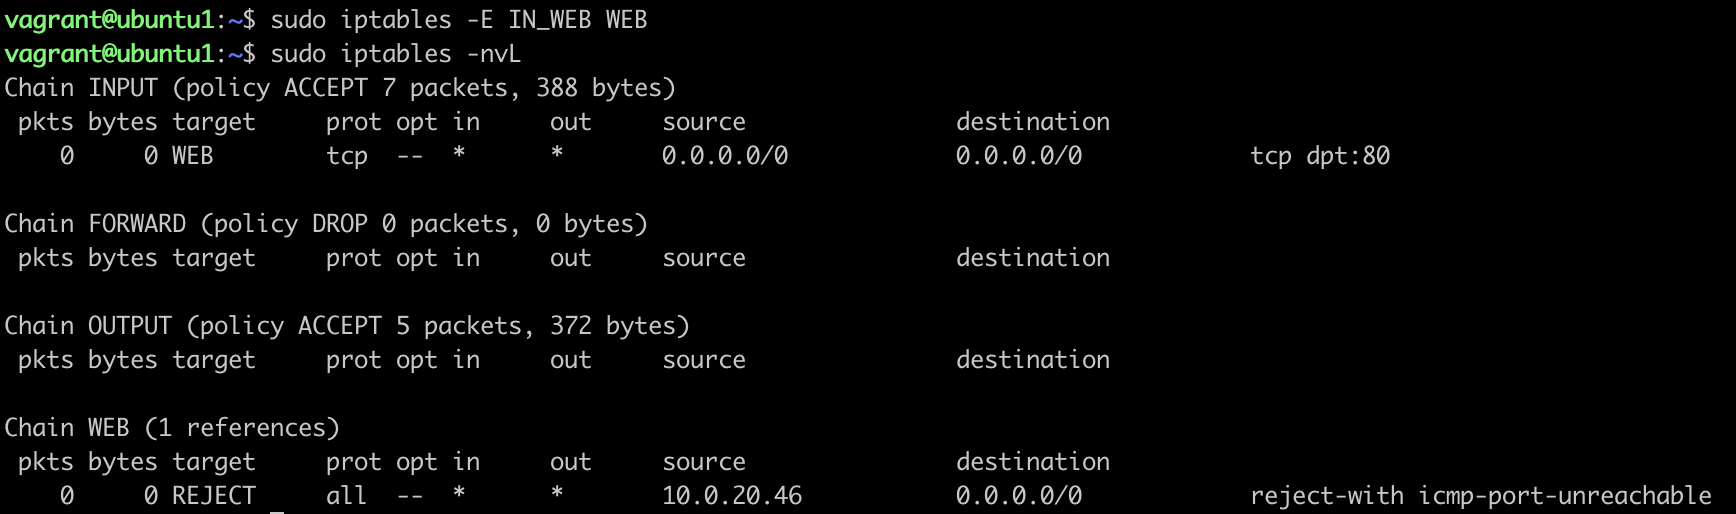 vagrant@ubuntu1:~$ sudo iptables -E IN_WEB WEB
vagrant@ubuntu1:~$ sudo iptables -nvL
Chain INPUT (policy ACCEPT 7 packets, 388 bytes)
 pkts bytes target     prot opt in     out     source               destination
    0     0 WEB        tcp  --  *      *       0.0.0.0/0            0.0.0.0/0            tcp dpt:80

Chain FORWARD (policy DROP 0 packets, 0 bytes)
 pkts bytes target     prot opt in     out     source               destination

Chain OUTPUT (policy ACCEPT 5 packets, 372 bytes)
 pkts bytes target     prot opt in     out     source               destination

Chain WEB (1 references)
 pkts bytes target     prot opt in     out     source               destination
    0     0 REJECT     all  --  *      *       10.0.20.46           0.0.0.0/0            reject-with icmp-port-unreachable